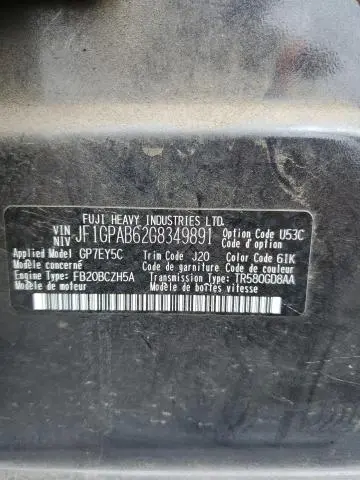 FUJI HEAVY INDUSTRIES LTD.
VIN NIV JF1GPAB62G8349891 Option Code U53C
Code d'option
Applied Model GP7EY5C Trim Code J20 Color Code 61K
Modèle concerné Code de garniture Code de couleur
Engine Type FB20BCZH5A Transmission Type TR580GD8AA
Modèle de moteur Modèle de boîtes vitesse